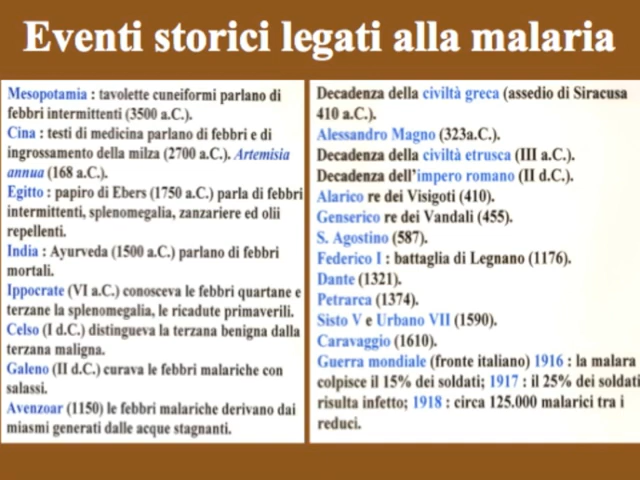 Eventi storici legati alla malaria
Mesopotamia : tavolette cuneiformi parlano di
febbri intermittenti (3500 a.C.).
Cina : testi di medicina parlano di febbri e di
ingrossamento della milza (2700 a.C.). Artemisia
annua (168 a.C.).
Egitto : papiro di Ebers (1750 a.C.) parla di febbri
intermittenti, splenomegalia, zanzariere ed olii
repellenti.
India : Ayurveda (1500 a.C.) parlano di febbri
mortali.
Ippocrate (VI a.C.) conosceva le febbri quartane e
terzane la splenomegalia, le ricadute primaverili.
Celso (I d.C.) distingueva la terzana benigna dalla
terzana maligna.
Galeno (II d.C.) curava le febbri malariche con
salassi.
Avenzoar (1150) le febbri malariche derivano dai
miasmi generati dalle acque stagnanti.
Decadenza della civiltà greca (assedio di Siracusa
410 a.C.).
Alessandro Magno (323a.C.).
Decadenza della civiltà etrusca (III a.C.).
Decadenza dell'impero romano (II d.C.).
Alarico re dei Visigoti (410).
Genserico re dei Vandali (455).
S. Agostino (587).
Federico I : battaglia di Legnano (1176).
Dante (1321).
Petrarca (1374).
Sisto V e Urbano VII (1590).
Caravaggio (1610).
Guerra mondiale (fronte italiano) 1916 : la malara
colpisce il 15% dei soldati; 1917 : il 25% dei soldati
risulta infetto; 1918 : circa 125.000 malarici tra i
reduci.